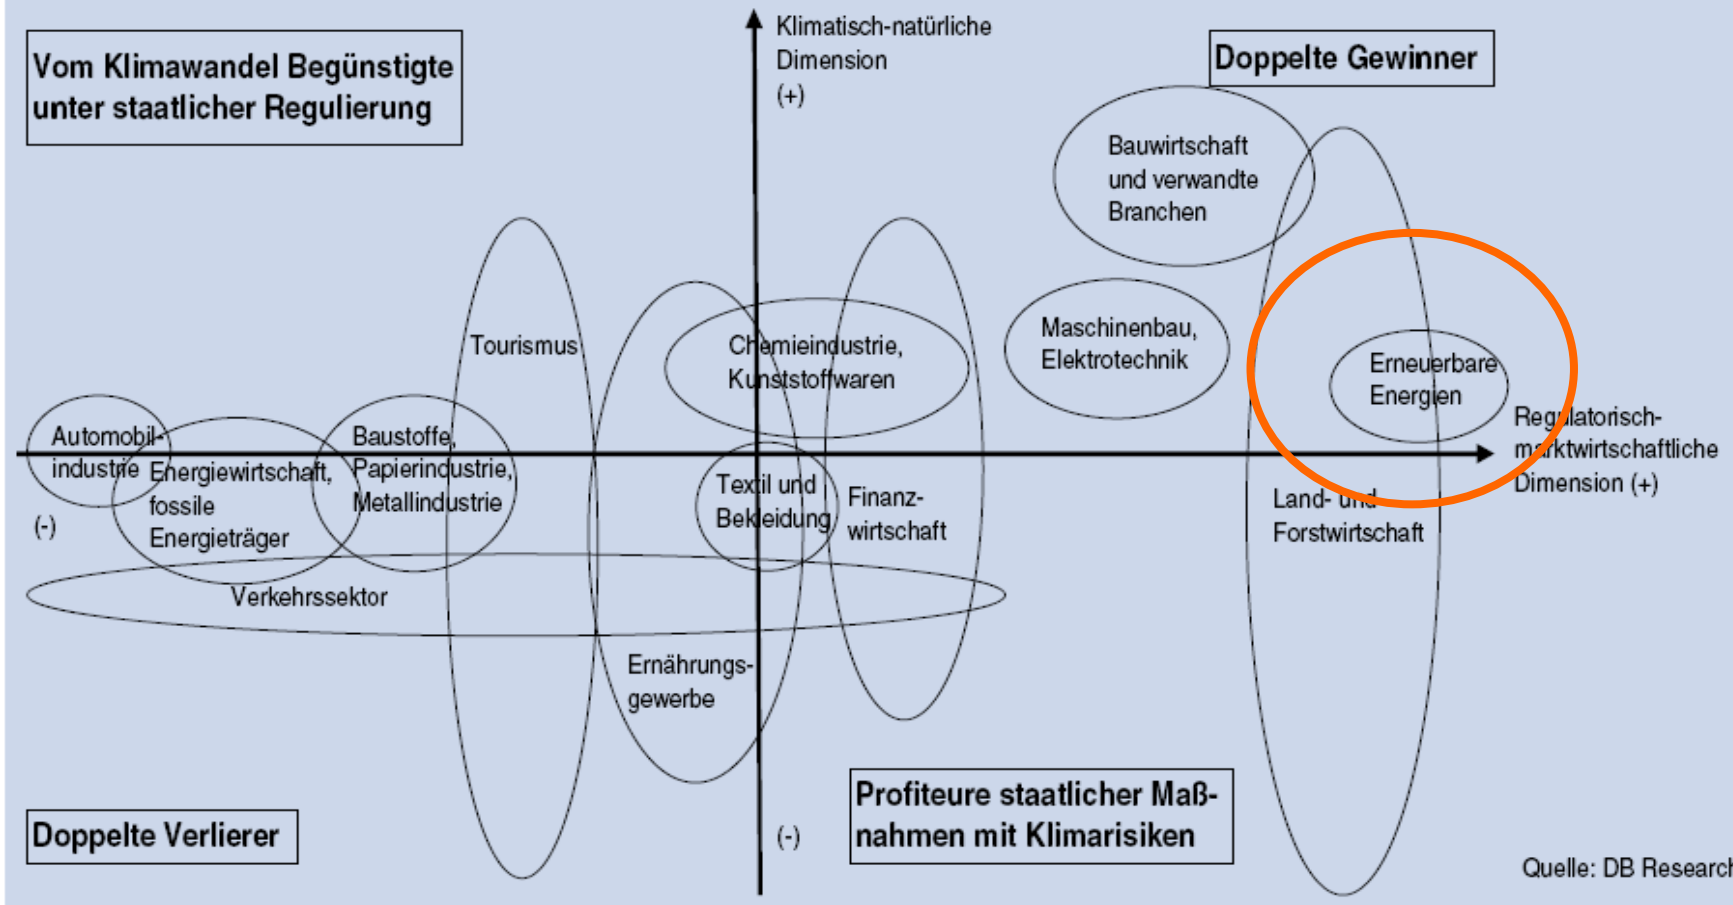 Vom Klimawandel Begünstigte
unter staatlicher Regulierung
Klimatisch-natürliche
Dimension
(+)
Doppelte Gewinner
Bauwirtschaft
und verwandte
Branchen
Tourismus
Chemieindustrie,
Kunststoffwaren
Maschinenbau,
Elektrotechnik
Erneuerbare
Energien
Regulatorisch-
marktwirtschaftliche
Dimension (+)
Automobil-
industrie
Energiewirtschaft,
fossile
Energieträger
Baustoffe,
Papierindustrie,
Metallindustrie
(-)
Textil und
Bekleidung
Finanz-
wirtschaft
Land- und
Forstwirtschaft
Verkehrssektor
Ernährungs-
gewerbe
Doppelte Verlierer
(-)
Profiteure staatlicher Maß-
nahmen mit Klimarisiken
Quelle: DB Research